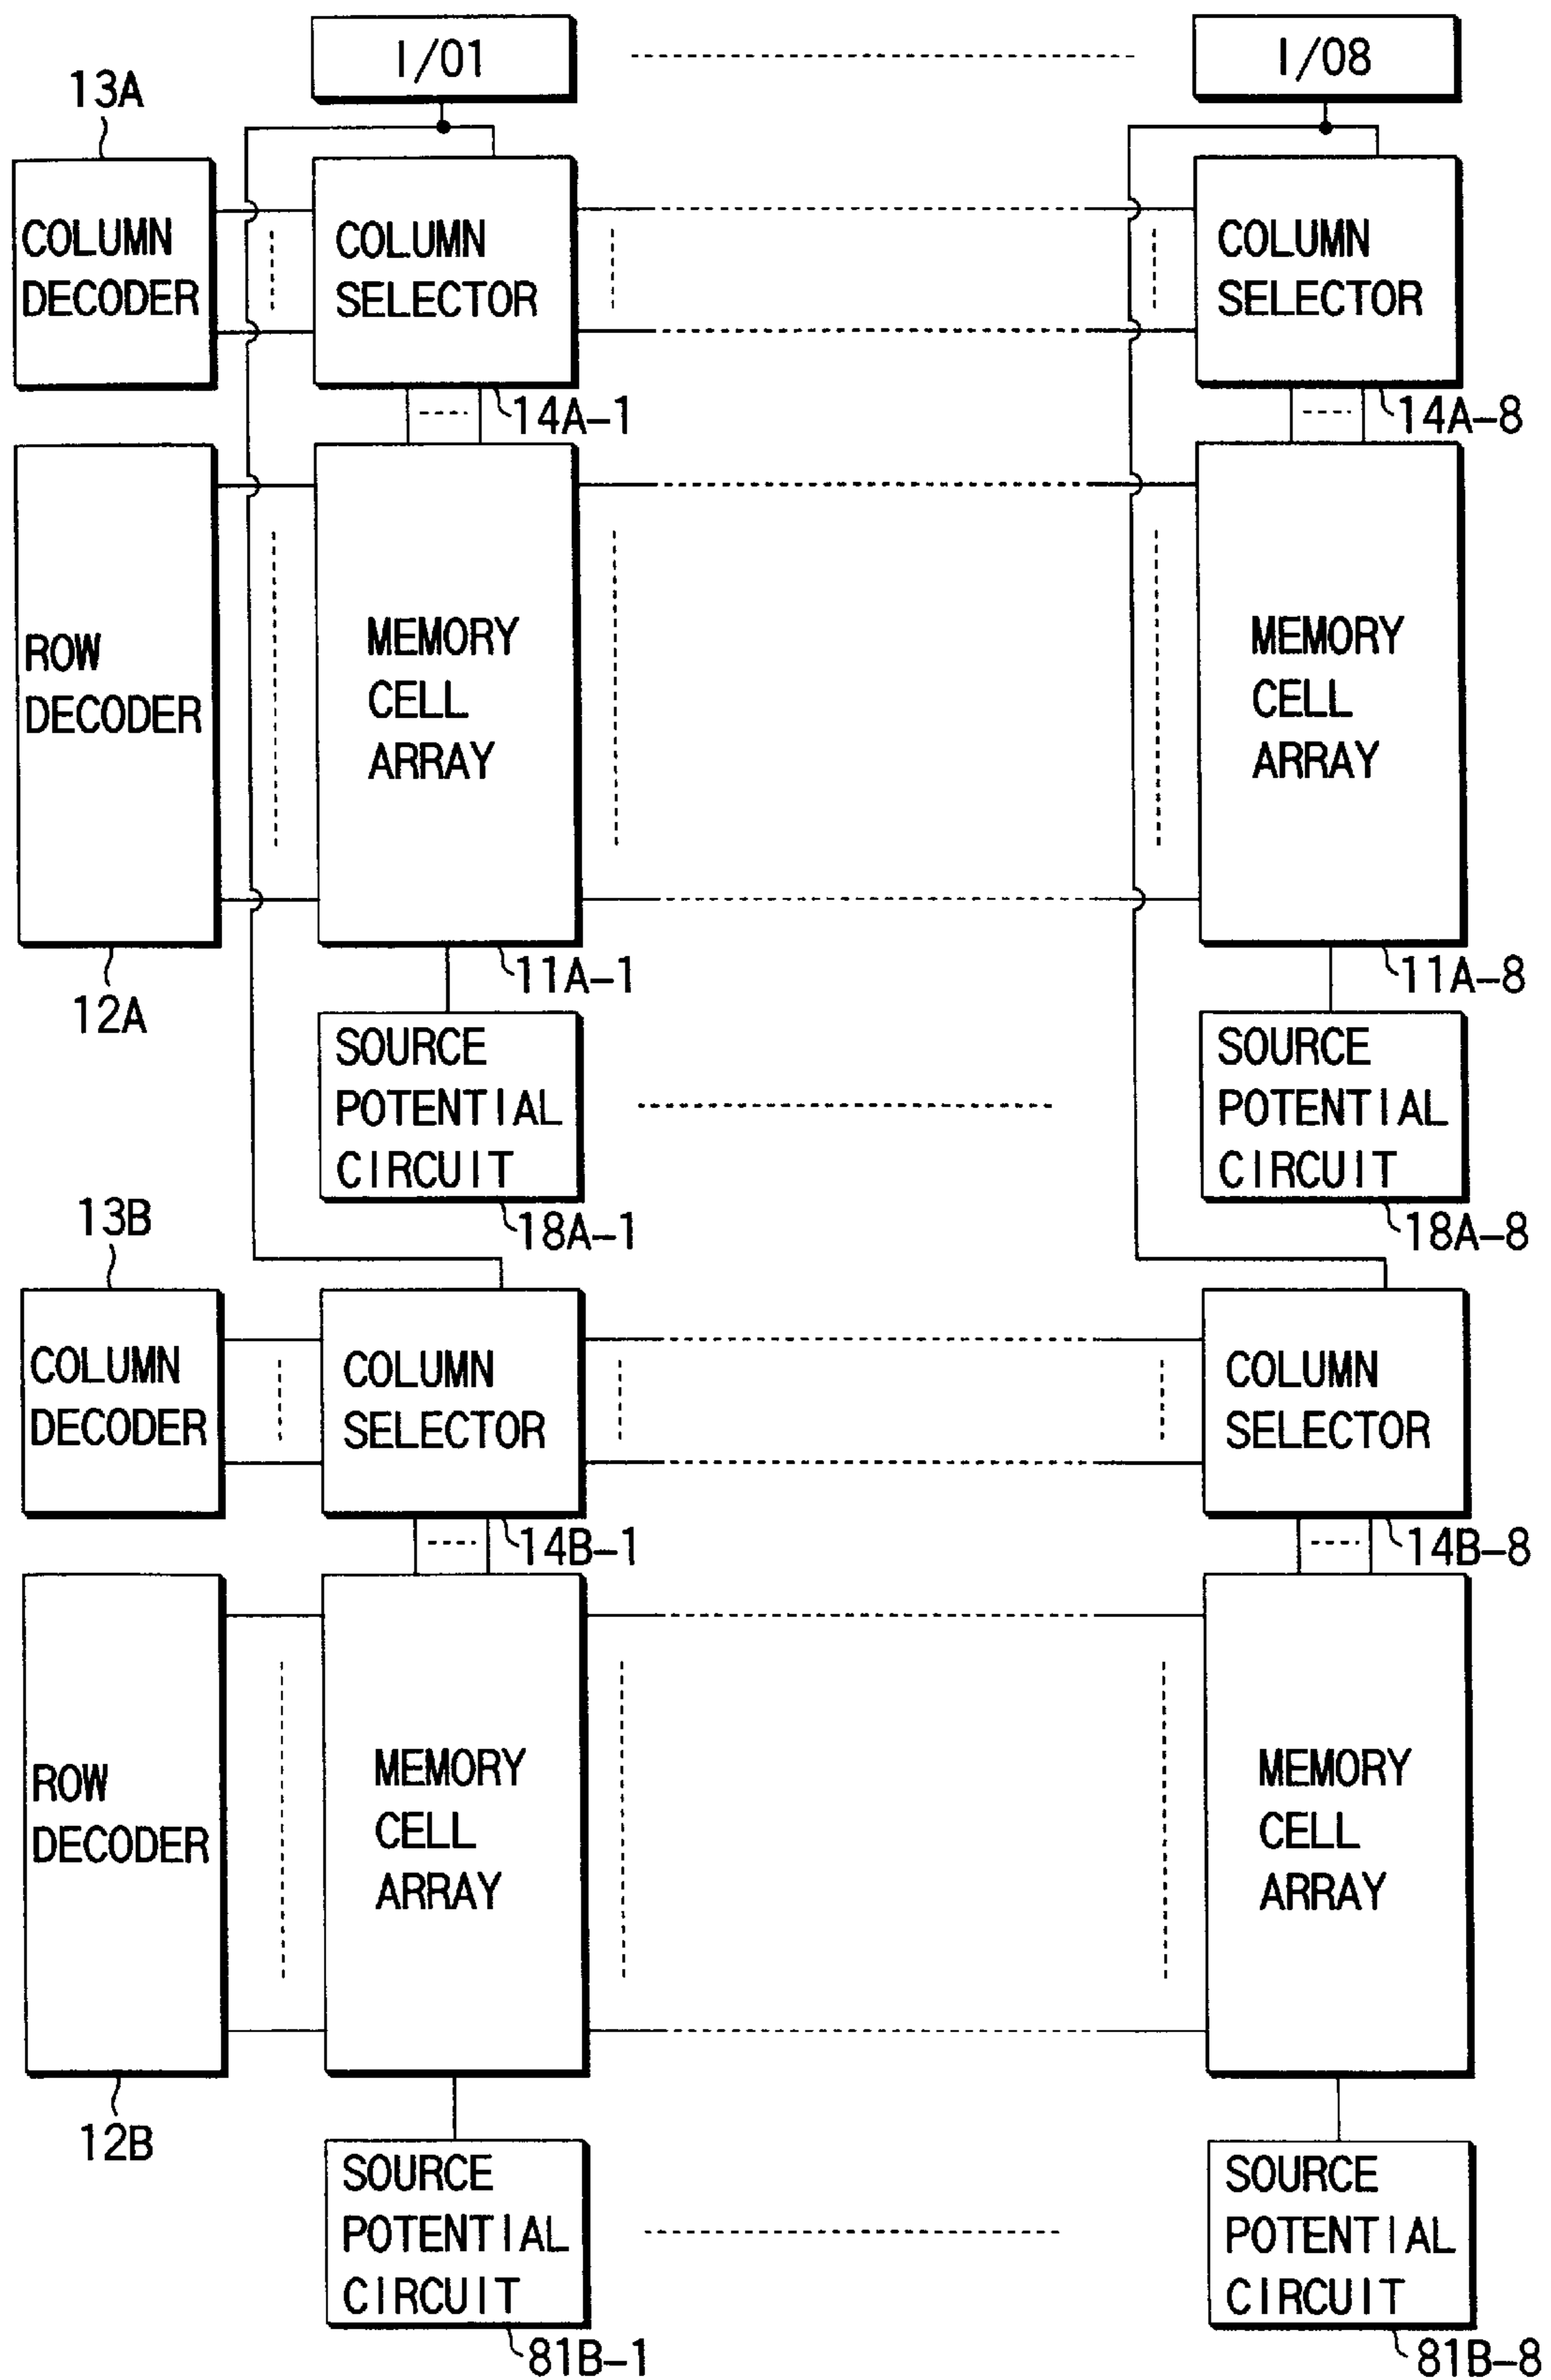 I/01
I/08
13A
COLUMN
DECODER
COLUMN
SELECTOR
COLUMN
SELECTOR
14A-1
14A-8
ROW
DECODER
MEMORY
CELL
ARRAY
MEMORY
CELL
ARRAY
12A
11A-1
11A-8
SOURCE
POTENTIAL
CIRCUIT
SOURCE
POTENTIAL
CIRCUIT
18A-1
18A-8
13B
COLUMN
DECODER
COLUMN
SELECTOR
COLUMN
SELECTOR
14B-1
14B-8
ROW
DECODER
MEMORY
CELL
ARRAY
MEMORY
CELL
ARRAY
12B
SOURCE
POTENTIAL
CIRCUIT
SOURCE
POTENTIAL
CIRCUIT
81B-1
81B-8